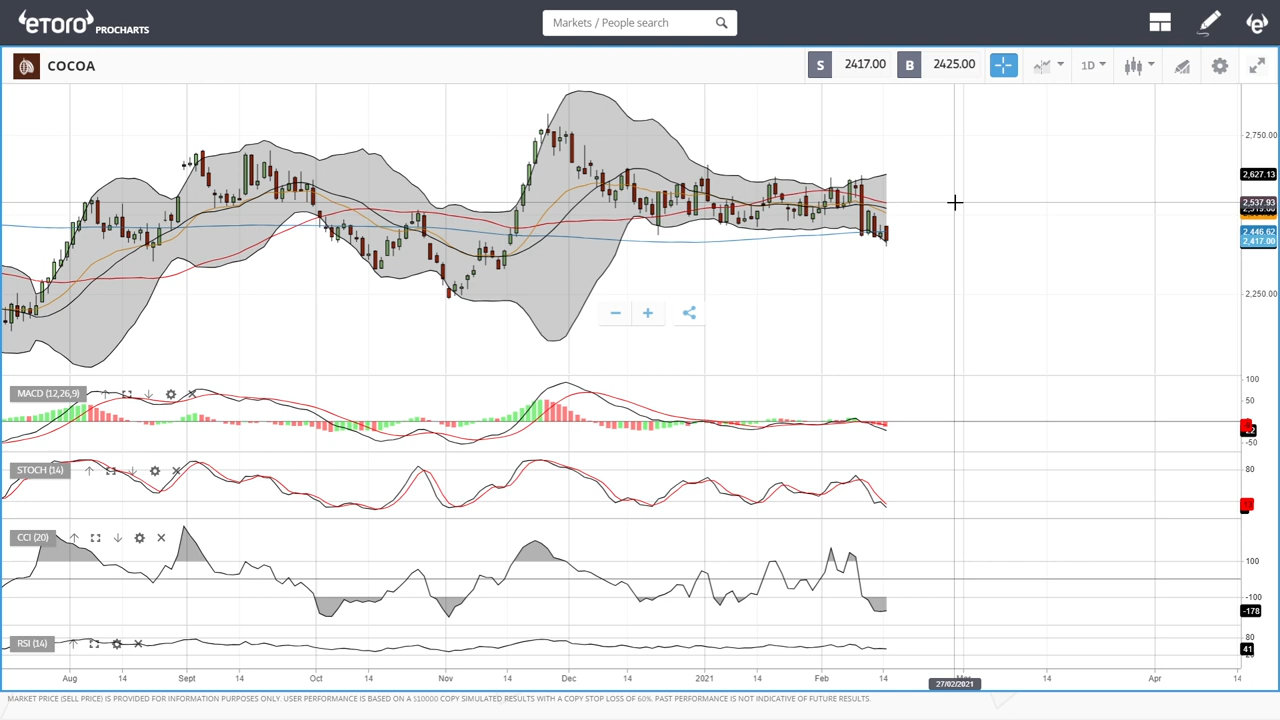 eToro PROCHARTS
Markets / People search
COCOA
S 2417.00 B 2425.00 1D
2,750.00
2,627.13
2,537.93
2,446.62
2,417.00
2,250.00
MACD (12,26,9)
100
50
-50
STOCH (14)
80
CCI (20)
100
-100
-178
RSI (14)
80
41
Aug 14 Sept 14 Oct 14 Nov 14 Dec 14 2021 14 Feb 14 14 Apr 14
27/02/2021
MARKET PRICE (SELL PRICE) IS PROVIDED FOR INFORMATION PURPOSES ONLY. USER PERFORMANCE IS BASED ON A $10000 COPY SIMULATED RESULTS WITH A COPY STOP LOSS OF 60%. PAST PERFORMANCE IS NOT INDICATIVE OF FUTURE RESULTS.